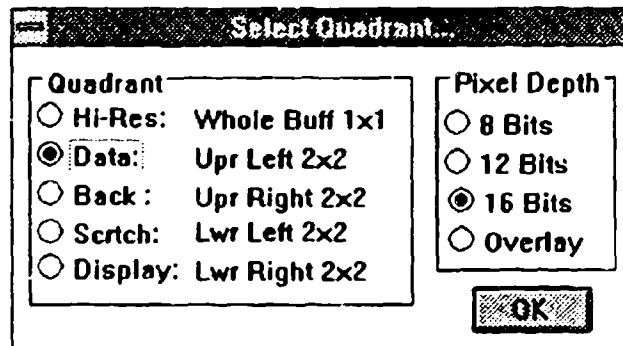 Select Quadrant...
Quadrant
Hi-Res: Whole Buff 1x1
Data: Upr Left 2x2
Back : Upr Right 2x2
Scrtch: Lwr Left 2x2
Display: Lwr Right 2x2
Pixel Depth
8 Bits
12 Bits
16 Bits
Overlay
OK